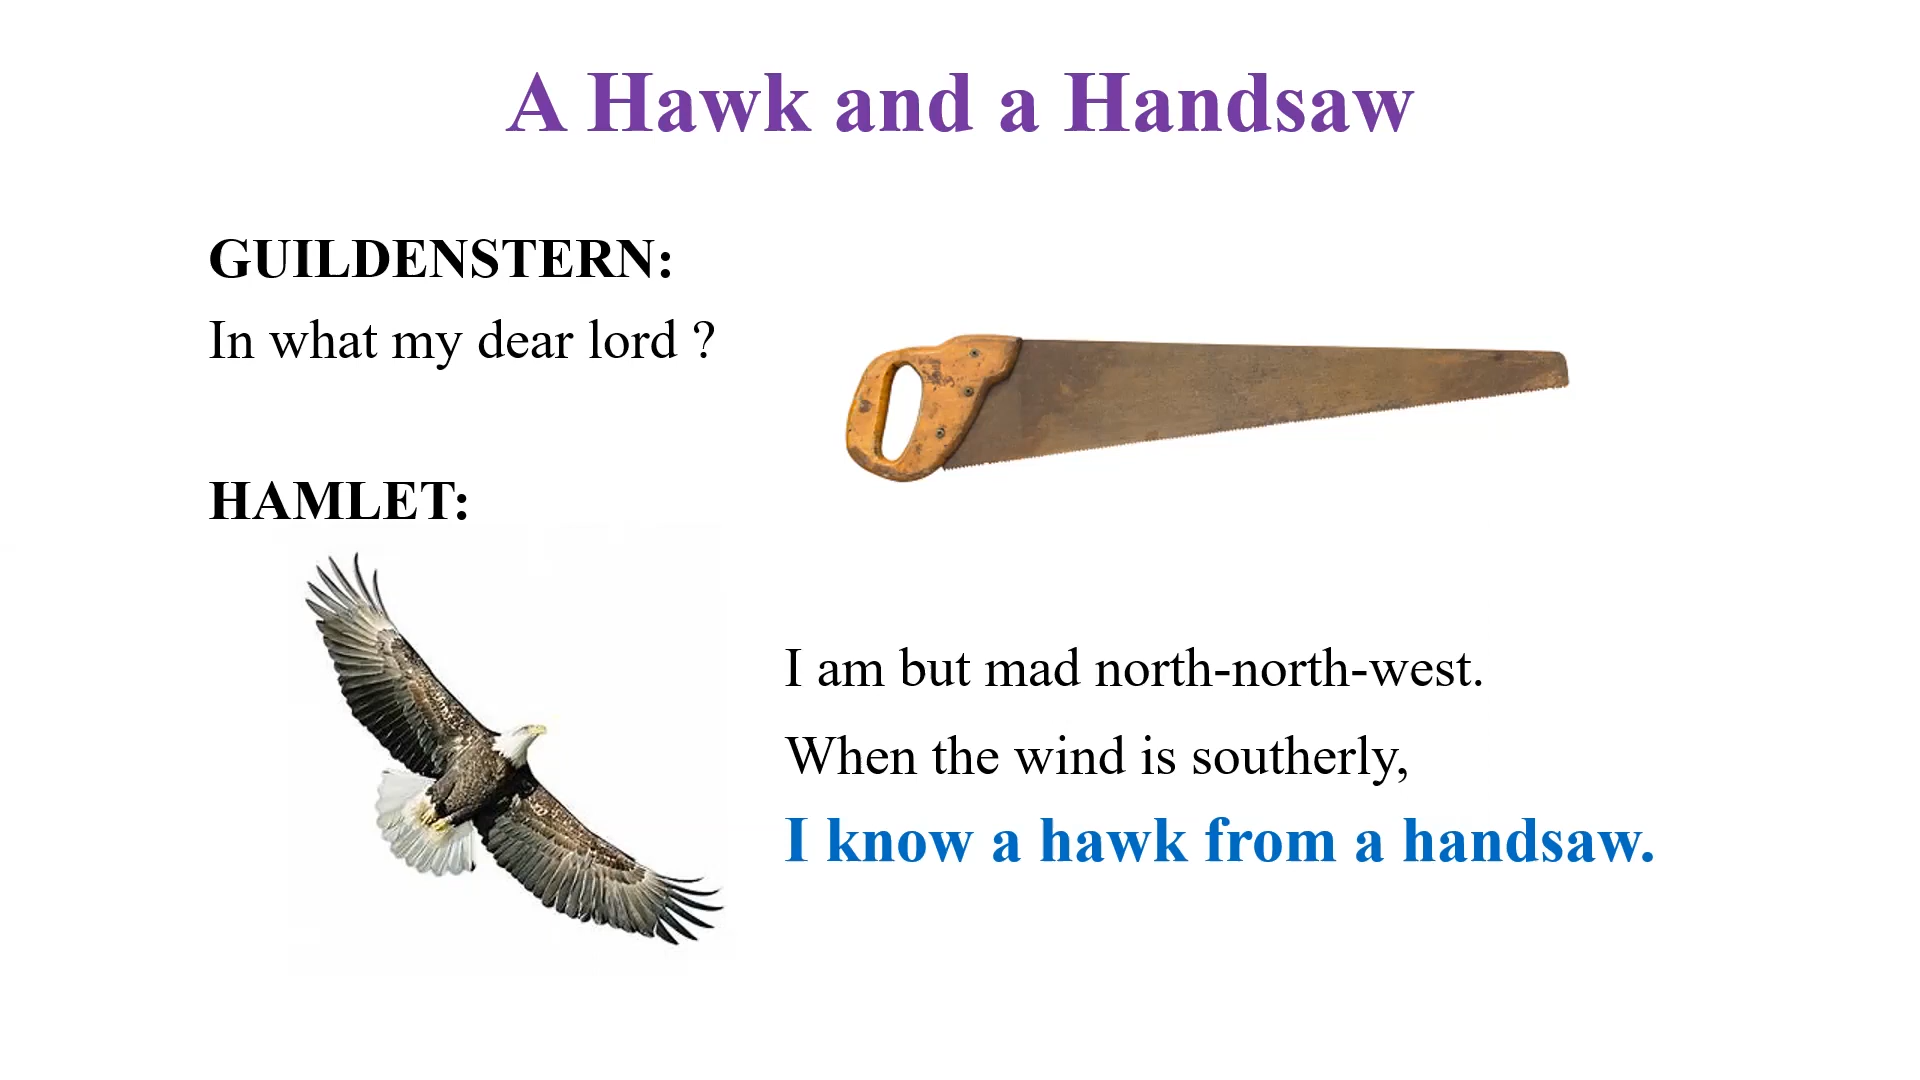 A Hawk and a Handsaw
GUILDENSTERN:
In what my dear lord ?
HAMLET:
I am but mad north-north-west.
When the wind is southerly,
I know a hawk from a handsaw.